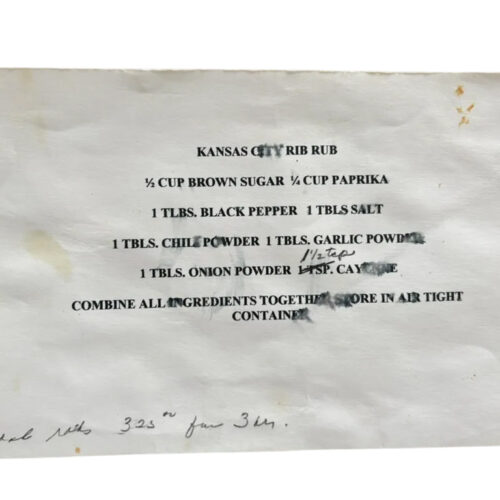 KANSAS CITY RIB RUB
½ CUP BROWN SUGAR ¼ CUP PAPRIKA
1 TLBS. BLACK PEPPER 1 TBLS SALT
1 TBLS. CHILI POWDER 1 TBLS. GARLIC POWDER
1½ tsp
1 TBLS. ONION POWDER 1 TSP. CAYENNE
COMBINE ALL INGREDIENTS TOGETHER STORE IN AIR TIGHT
CONTAINER
325° for 3 hrs.